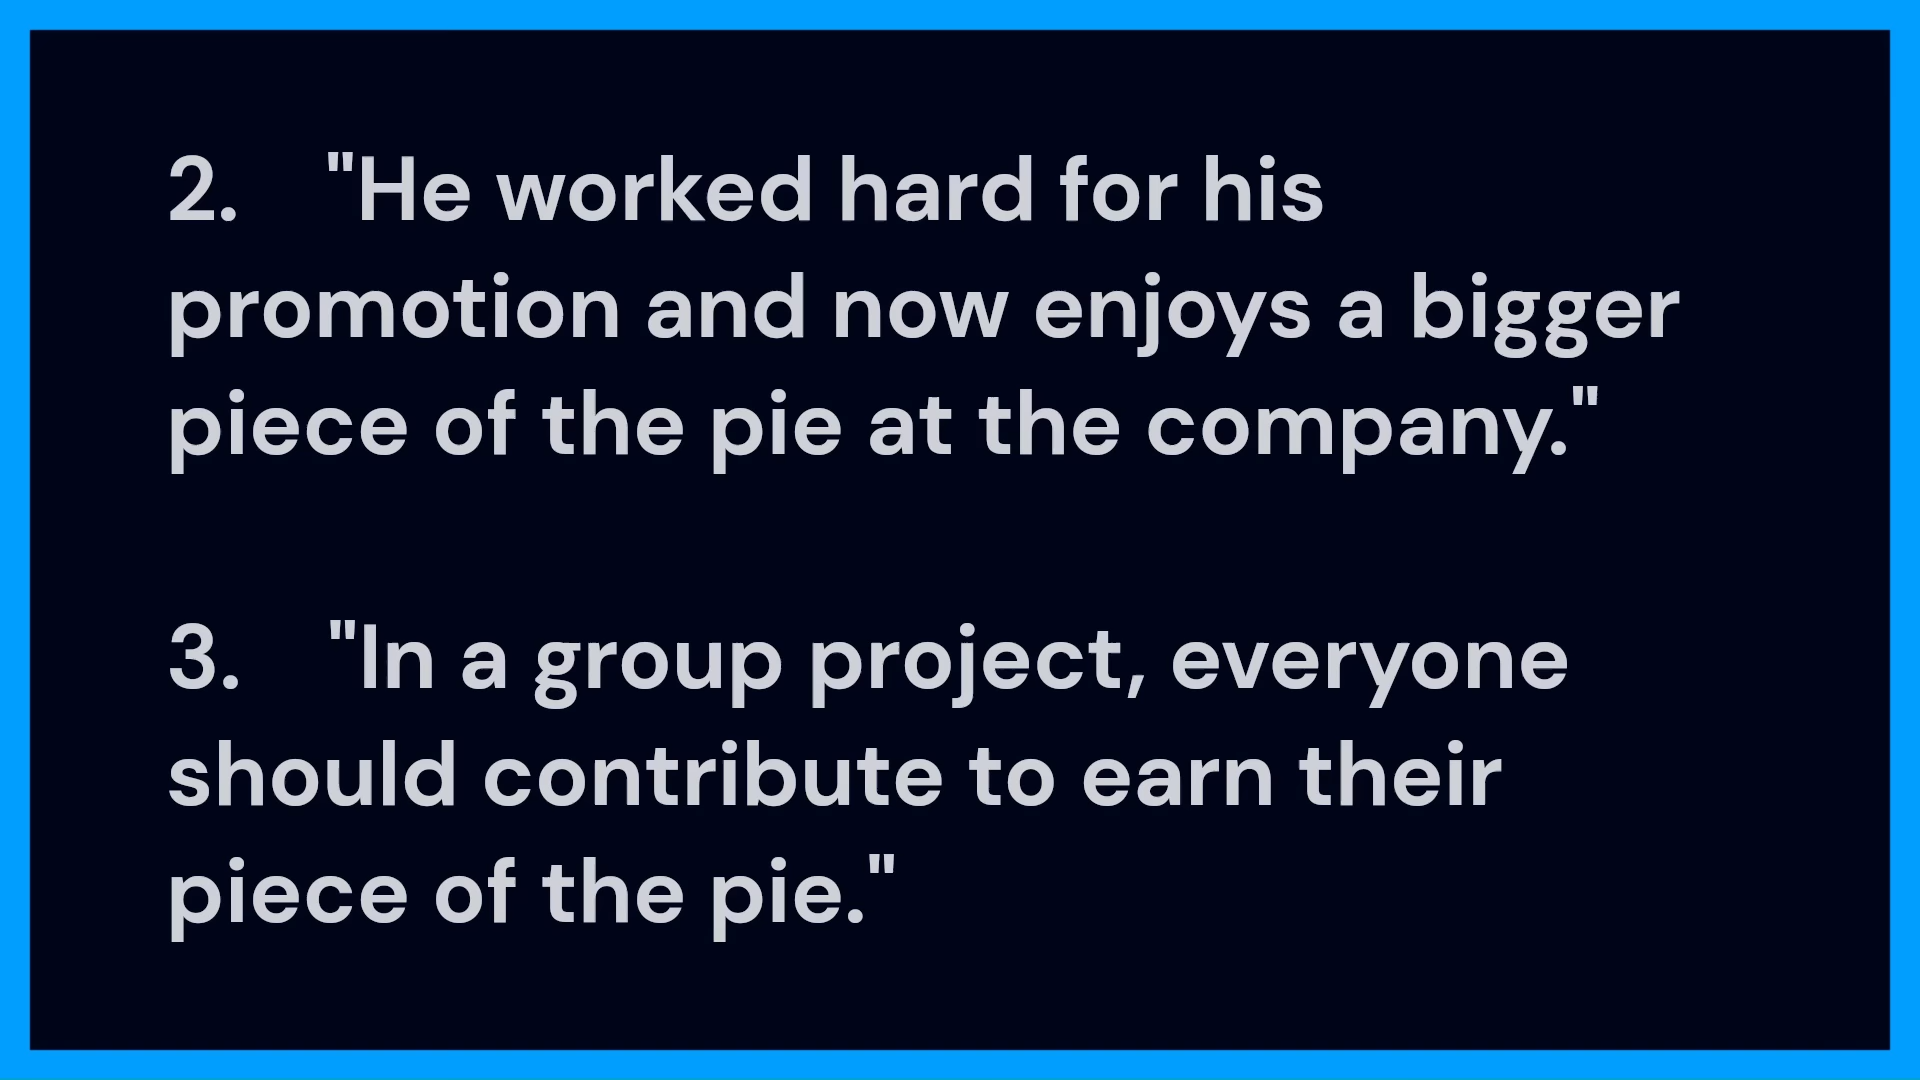 2. "He worked hard for his
promotion and now enjoys a bigger
piece of the pie at the company."
3. "In a group project, everyone
should contribute to earn their
piece of the pie."